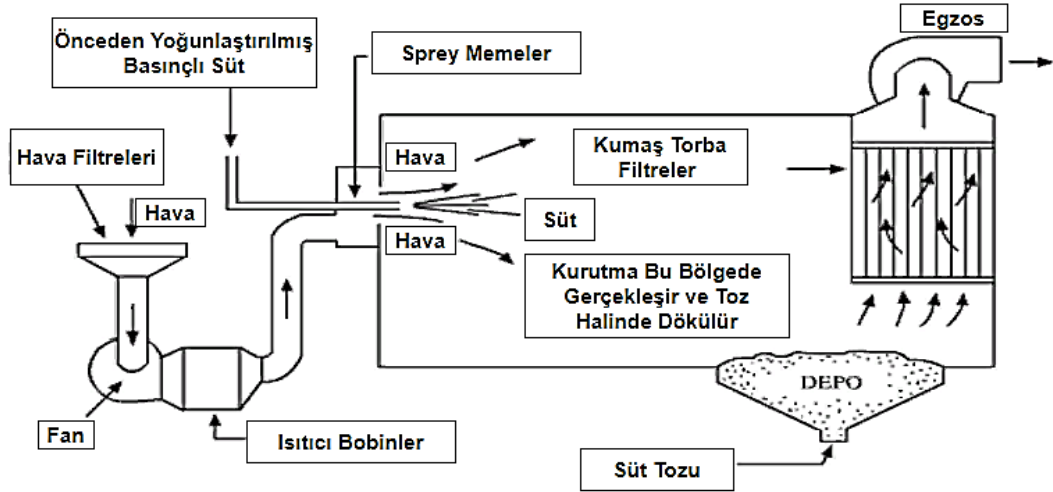 Önceden Yoğunlaştırılmış
Basınçlı Süt
Sprey Memeler
Egzos
Hava Filtreleri
Hava
Hava
Kumaş Torba
Filtreler
Süt
Hava
Kurutma Bu Bölgede
Gerçekleşir ve Toz
Halinde Dökülür
DEPO
Fan
Isıtıcı Bobinler
Süt Tozu